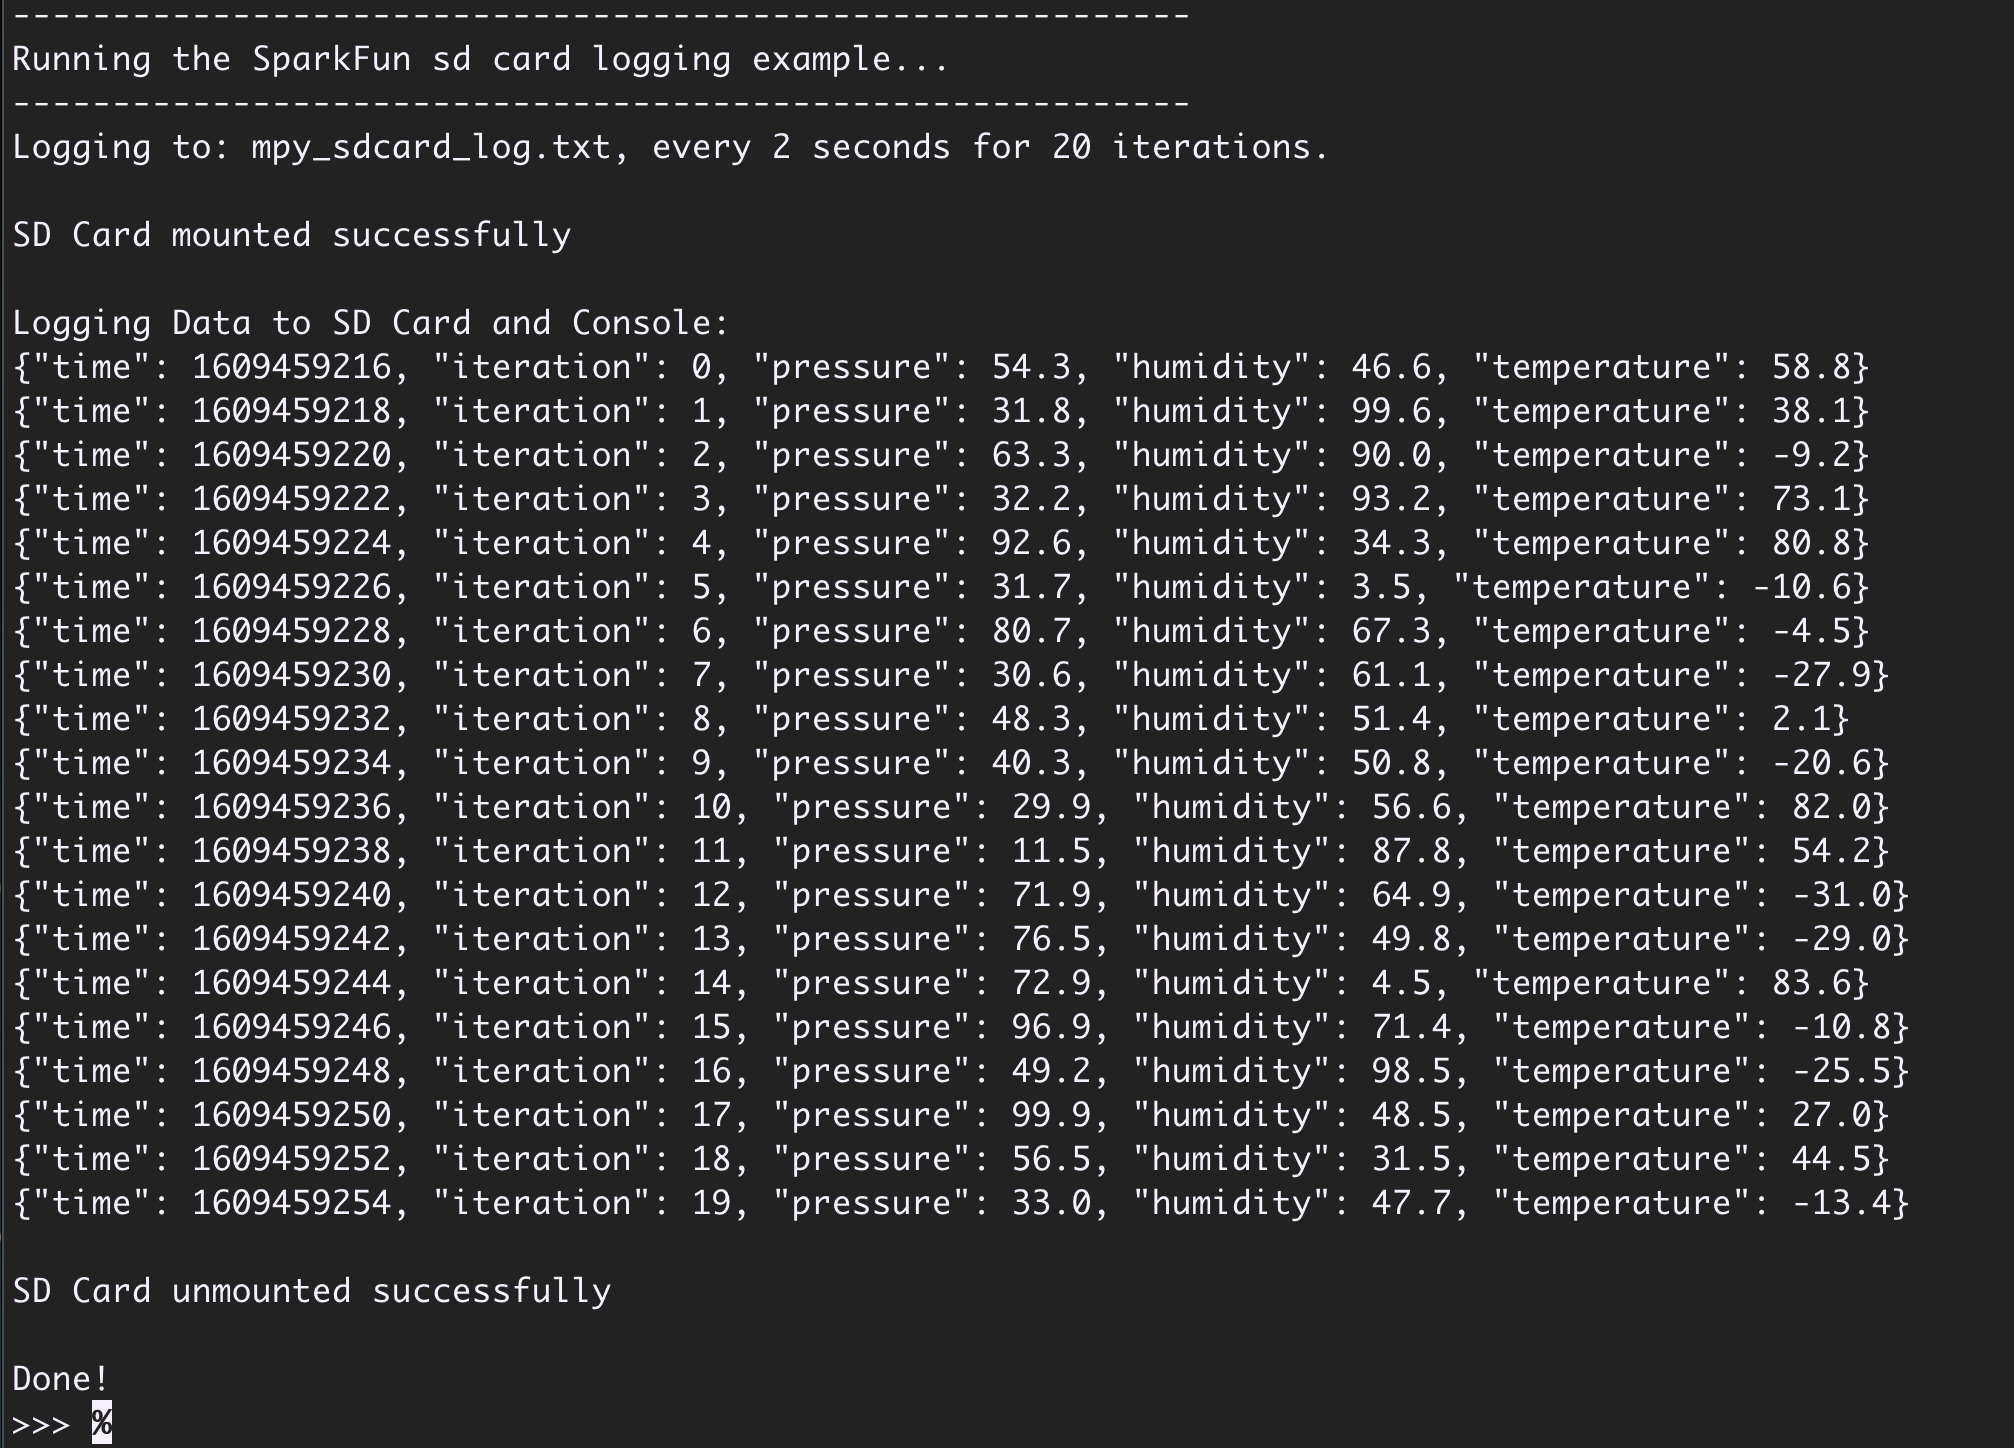 -----------------------------------------------------------
Running the SparkFun sd card logging example...
-----------------------------------------------------------
Logging to: mpy_sdcard_log.txt, every 2 seconds for 20 iterations.
SD Card mounted successfully
Logging Data to SD Card and Console:
{"time": 1609459216, "iteration": 0, "pressure": 54.3, "humidity": 46.6, "temperature": 58.8}
{"time": 1609459218, "iteration": 1, "pressure": 31.8, "humidity": 99.6, "temperature": 38.1}
{"time": 1609459220, "iteration": 2, "pressure": 63.3, "humidity": 90.0, "temperature": -9.2}
{"time": 1609459222, "iteration": 3, "pressure": 32.2, "humidity": 93.2, "temperature": 73.1}
{"time": 1609459224, "iteration": 4, "pressure": 92.6, "humidity": 34.3, "temperature": 80.8}
{"time": 1609459226, "iteration": 5, "pressure": 31.7, "humidity": 3.5, "temperature": -10.6}
{"time": 1609459228, "iteration": 6, "pressure": 80.7, "humidity": 67.3, "temperature": -4.5}
{"time": 1609459230, "iteration": 7, "pressure": 30.6, "humidity": 61.1, "temperature": -27.9}
{"time": 1609459232, "iteration": 8, "pressure": 48.3, "humidity": 51.4, "temperature": 2.1}
{"time": 1609459234, "iteration": 9, "pressure": 40.3, "humidity": 50.8, "temperature": -20.6}
{"time": 1609459236, "iteration": 10, "pressure": 29.9, "humidity": 56.6, "temperature": 82.0}
{"time": 1609459238, "iteration": 11, "pressure": 11.5, "humidity": 87.8, "temperature": 54.2}
{"time": 1609459240, "iteration": 12, "pressure": 71.9, "humidity": 64.9, "temperature": -31.0}
{"time": 1609459242, "iteration": 13, "pressure": 76.5, "humidity": 49.8, "temperature": -29.0}
{"time": 1609459244, "iteration": 14, "pressure": 72.9, "humidity": 4.5, "temperature": 83.6}
{"time": 1609459246, "iteration": 15, "pressure": 96.9, "humidity": 71.4, "temperature": -10.8}
{"time": 1609459248, "iteration": 16, "pressure": 49.2, "humidity": 98.5, "temperature": -25.5}
{"time": 1609459250, "iteration": 17, "pressure": 99.9, "humidity": 48.5, "temperature": 27.0}
{"time": 1609459252, "iteration": 18, "pressure": 56.5, "humidity": 31.5, "temperature": 44.5}
{"time": 1609459254, "iteration": 19, "pressure": 33.0, "humidity": 47.7, "temperature": -13.4}
SD Card unmounted successfully
Done!
>>> %